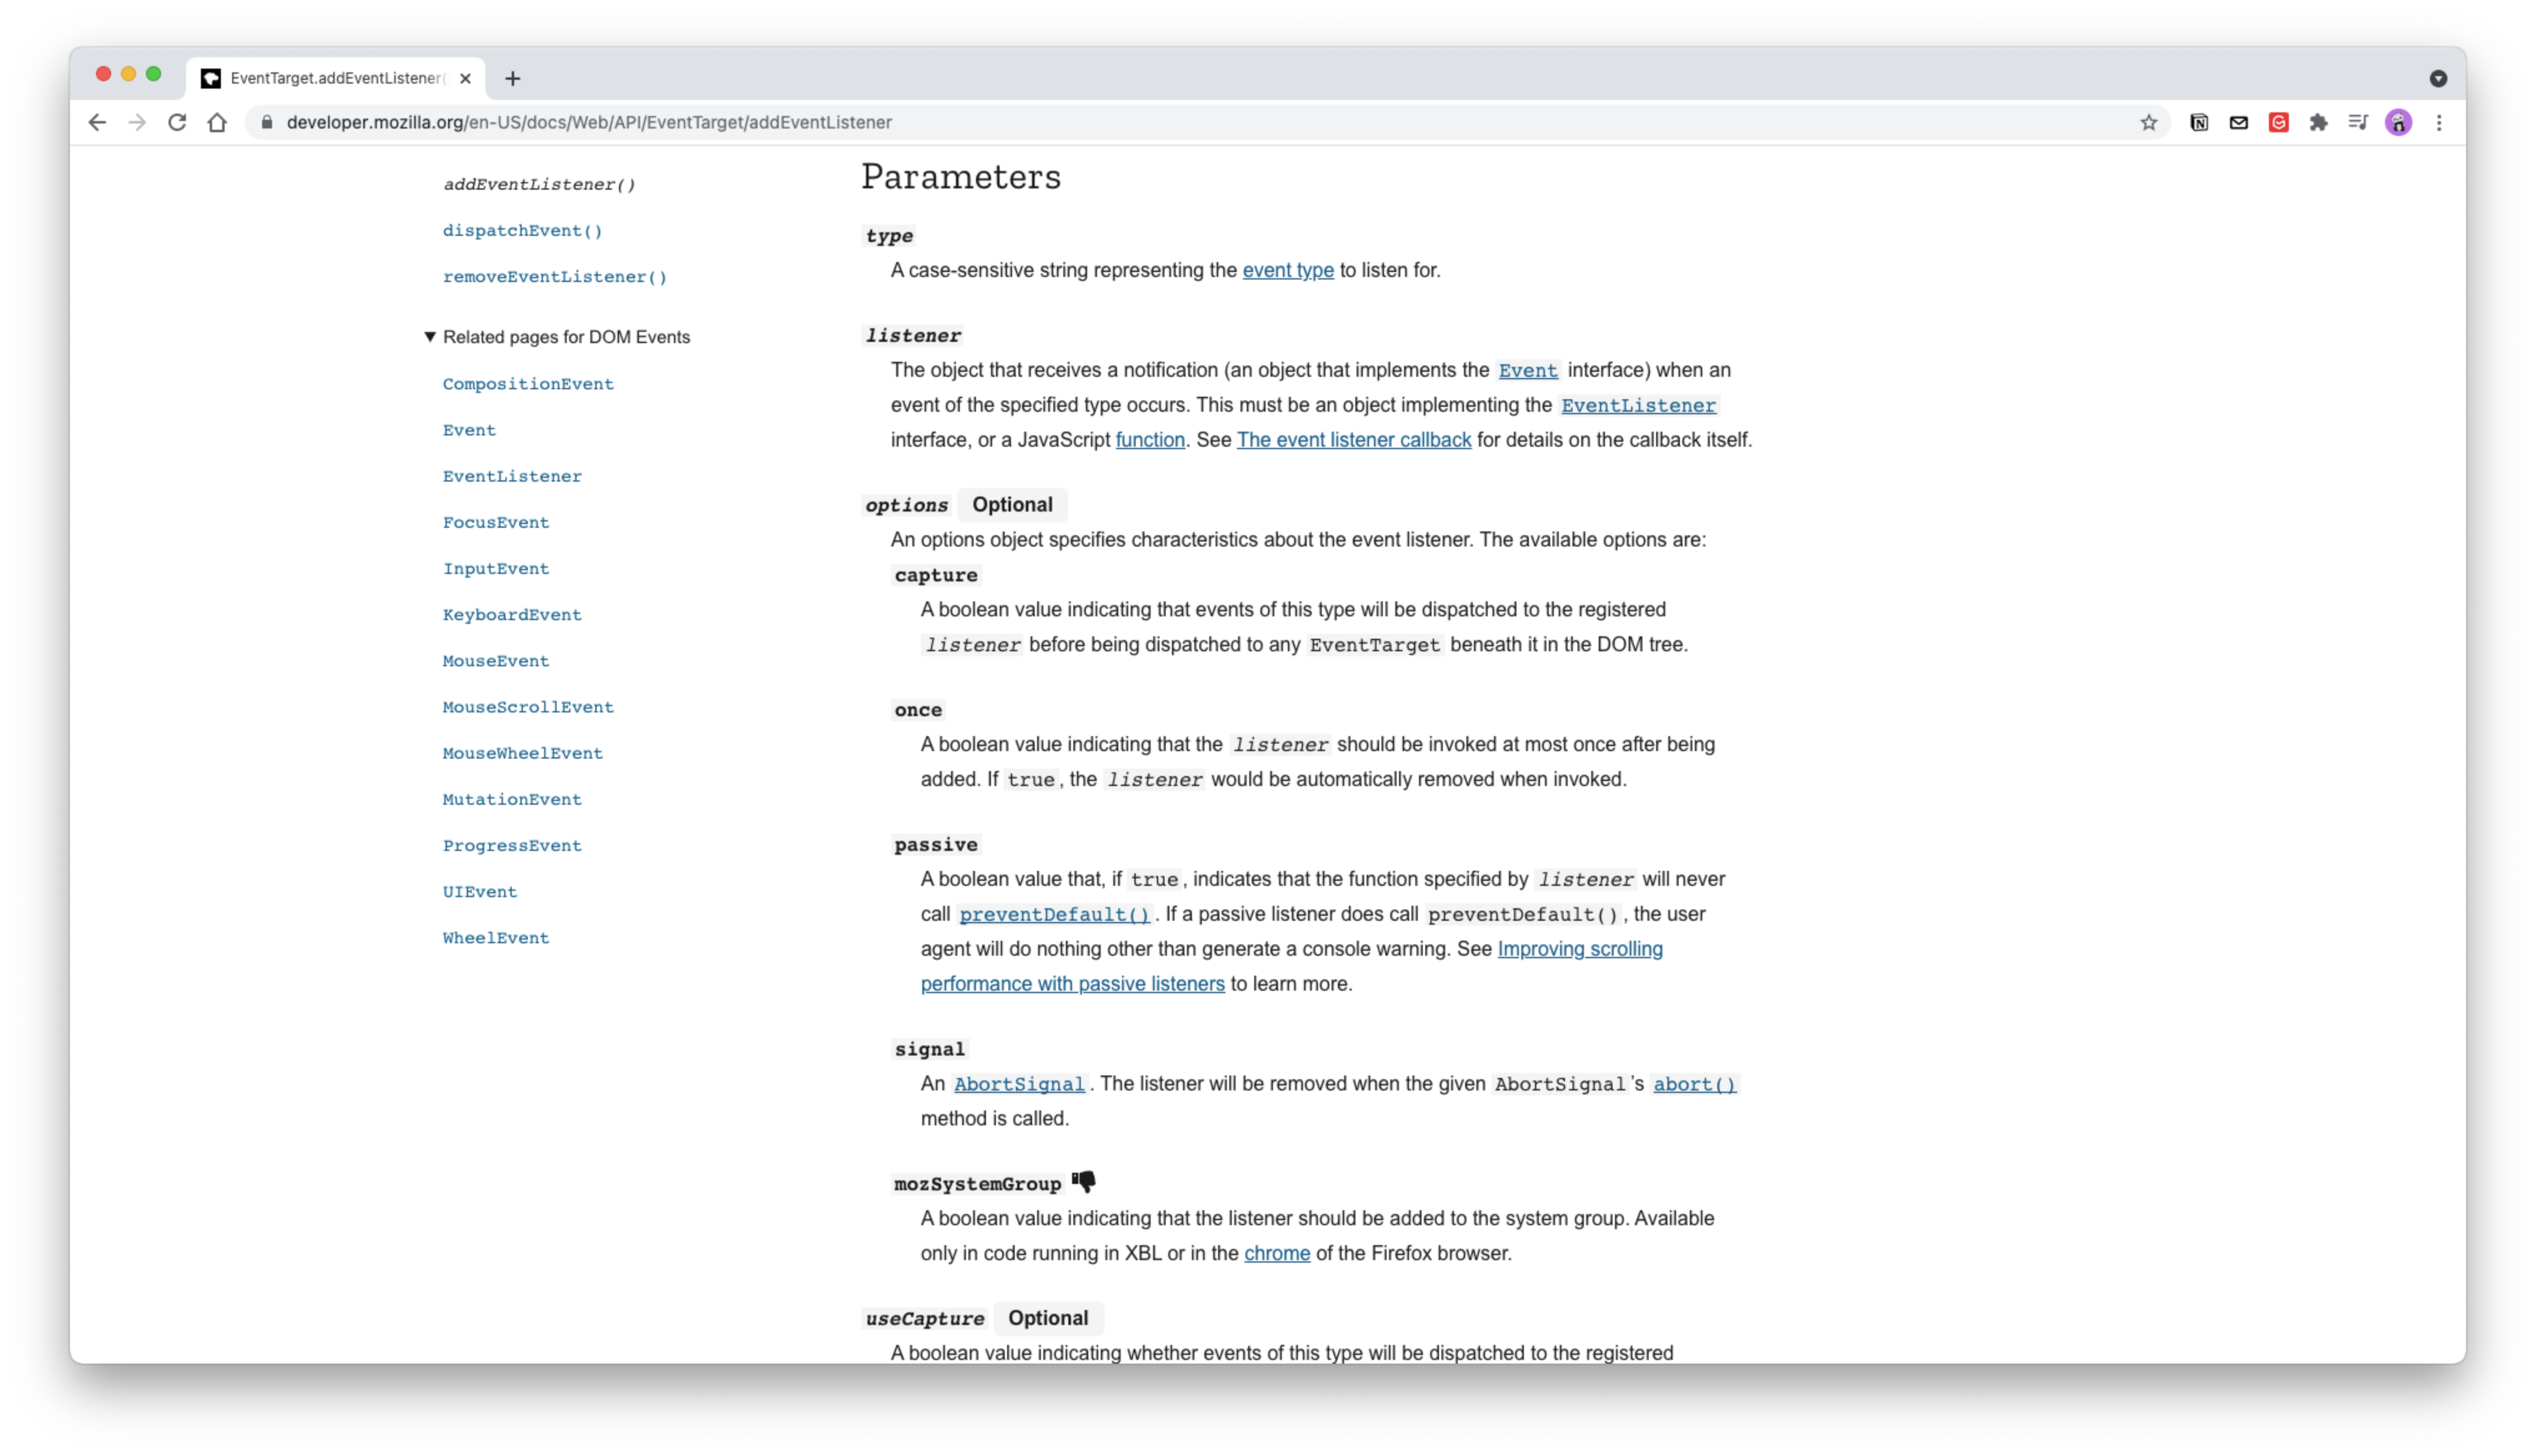 EventTarget.addEventListener(
developer.mozilla.org/en-US/docs/Web/API/EventTarget/addEventListener
addEventListener()
dispatchEvent()
removeEventListener()
Related pages for DOM Events
CompositionEvent
Event
EventListener
FocusEvent
InputEvent
KeyboardEvent
MouseEvent
MouseScrollEvent
MouseWheelEvent
MutationEvent
ProgressEvent
UIEvent
WheelEvent
Parameters
type
A case-sensitive string representing the event type to listen for.
listener
The object that receives a notification (an object that implements the Event interface) when an
event of the specified type occurs. This must be an object implementing the EventListener
interface, or a JavaScript function. See The event listener callback for details on the callback itself.
options Optional
An options object specifies characteristics about the event listener. The available options are:
capture
A boolean value indicating that events of this type will be dispatched to the registered
listener before being dispatched to any EventTarget beneath it in the DOM tree.
once
A boolean value indicating that the listener should be invoked at most once after being
added. If true, the listener would be automatically removed when invoked.
passive
A boolean value that, if true, indicates that the function specified by listener will never
call preventDefault(). If a passive listener does call preventDefault(), the user
agent will do nothing other than generate a console warning. See Improving scrolling
performance with passive listeners to learn more.
signal
An AbortSignal. The listener will be removed when the given AbortSignal's abort()
method is called.
mozSystemGroup
A boolean value indicating that the listener should be added to the system group. Available
only in code running in XBL or in the chrome of the Firefox browser.
useCapture Optional
A boolean value indicating whether events of this type will be dispatched to the registered